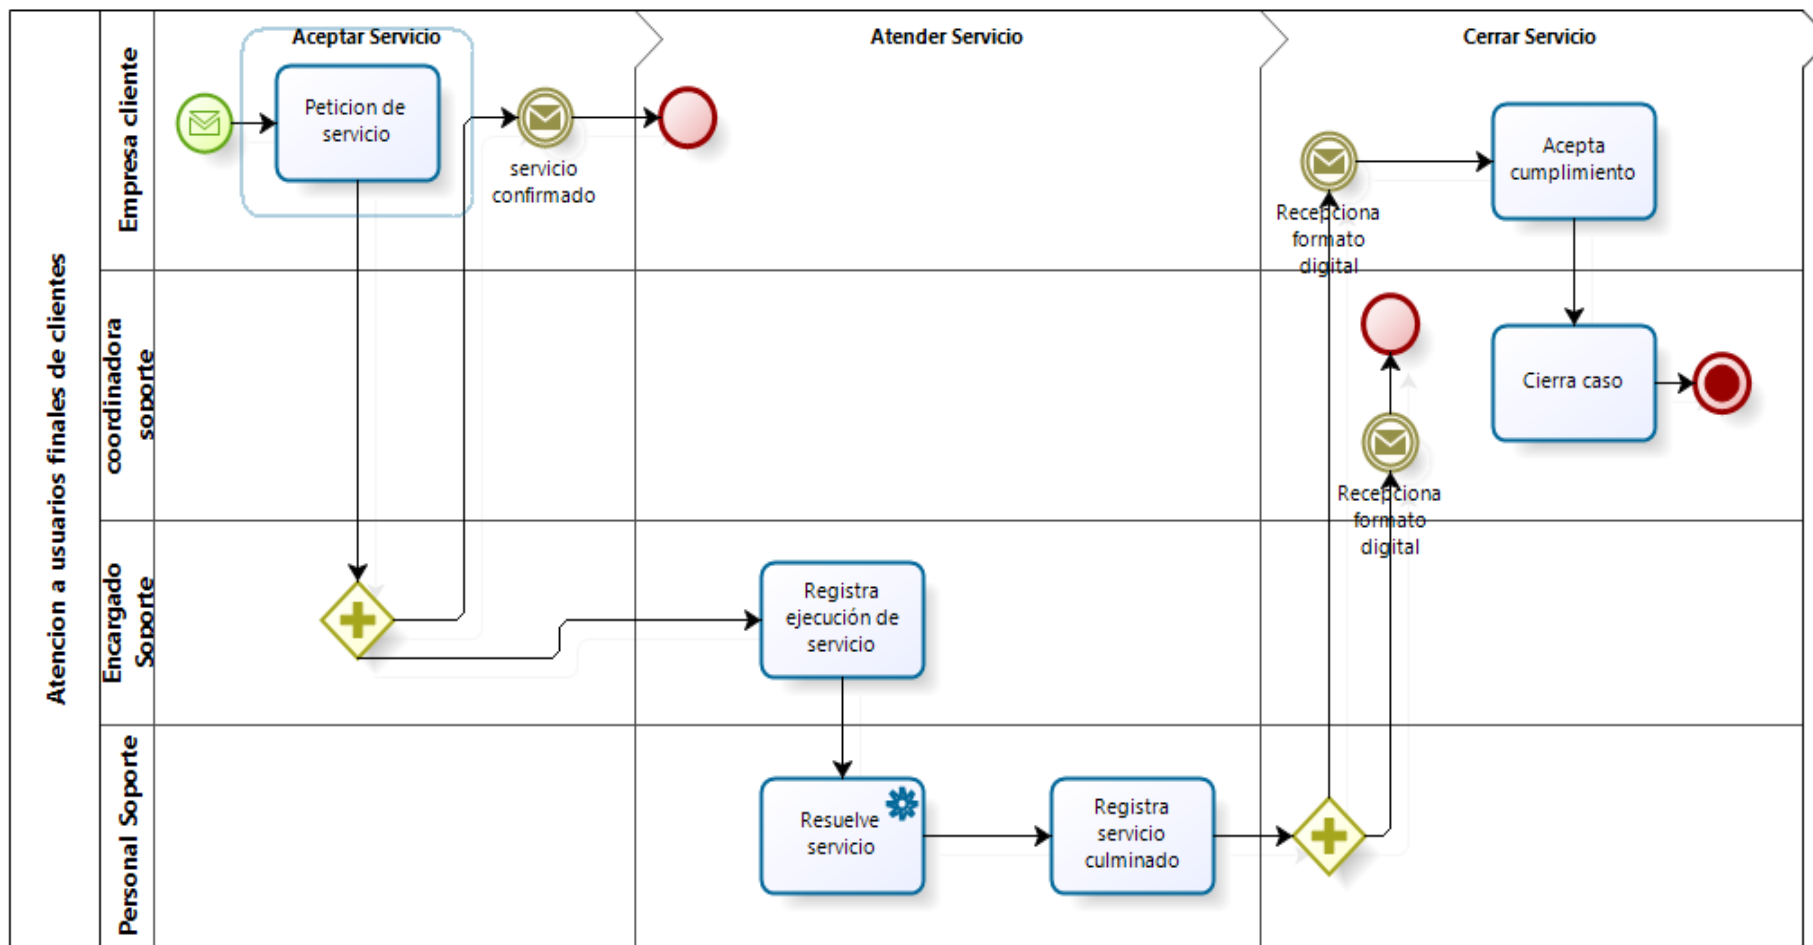 Atencion a usuarios finales de clientes
Aceptar Servicio
Atender Servicio
Cerrar Servicio
Empresa cliente
Peticion de
servicio
servicio
confirmado
Recepciona
formato
digital
Acepta
cumplimiento
coordinadora
soporte
Recepciona
formato
digital
Cierra caso
Encargado
Soporte
Registra
ejecución de
servicio
Personal Soporte
Resuelve
servicio
Registra
servicio
culminado